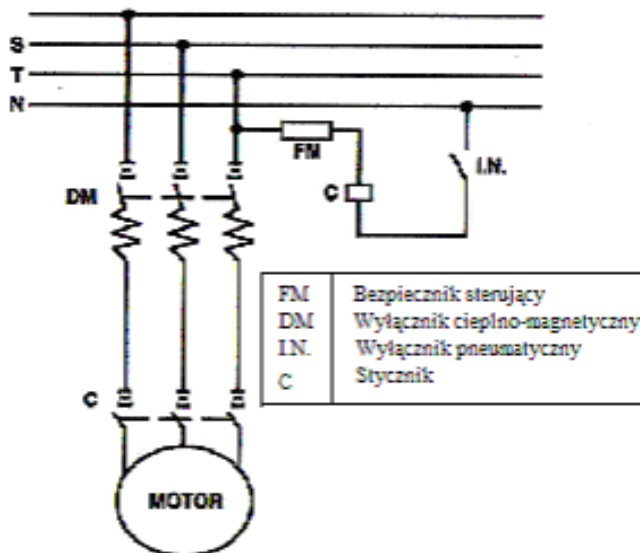 S
T
N
FM
I.N.
C
DM
FM Bezpiecznik sterujący
DM Wyłącznik cieplno-magnetyczny
I.N. Wyłącznik pneumatyczny
C Stycznik
C
MOTOR